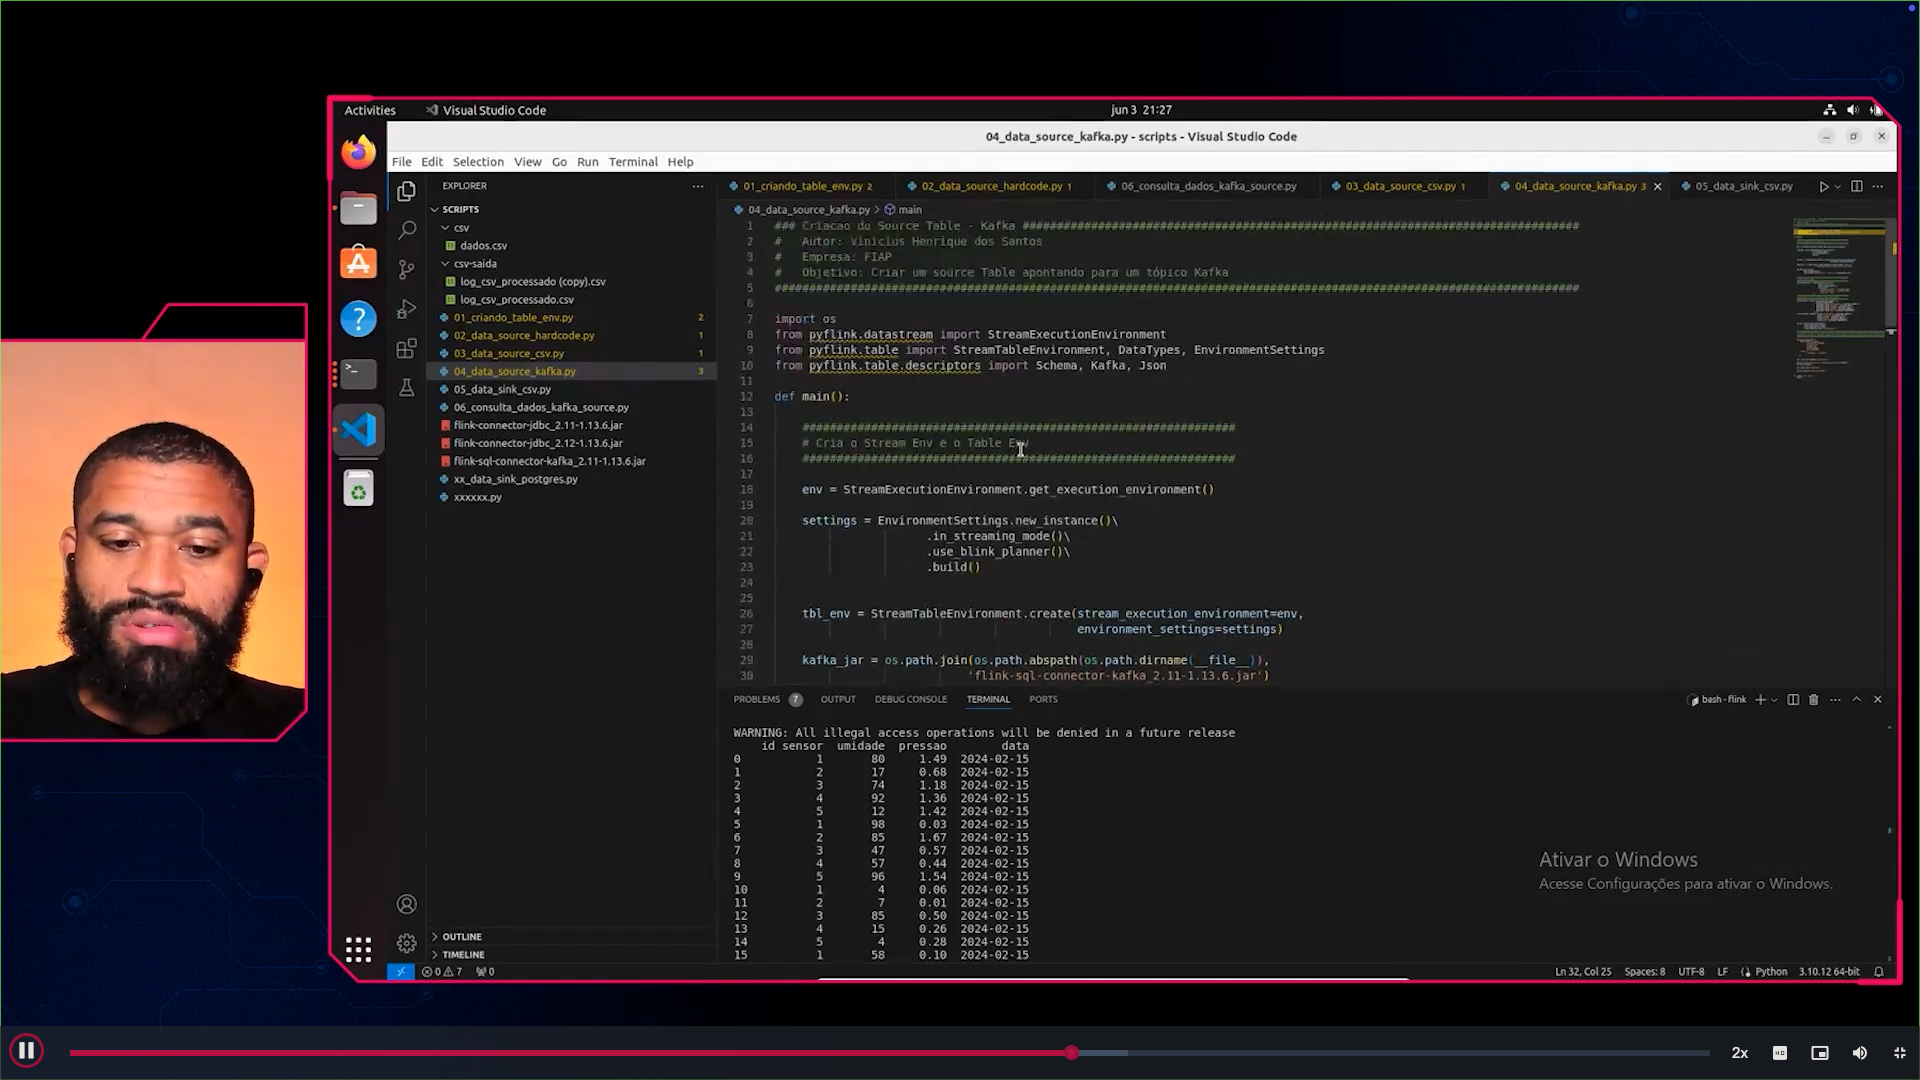 Activities
Visual Studio Code
jun 3 21:27
04_data_source_kafka.py - scripts - Visual Studio Code
File Edit Selection View Go Run Terminal Help
EXPLORER
SCRIPTS
csv
dados.csv
csv-saida
log_csv_processado (copy).csv
log_csv_processado.csv
01_criando_table_env.py 2
02_data_source_hardcode.py 1
03_data_source_csv.py 1
04_data_source_kafka.py 3
05_data_sink_csv.py
06_consulta_dados_kafka_source.py
flink-connector-jdbc_2.11-1.13.6.jar
flink-connector-jdbc_2.12-1.13.6.jar
flink-sql-connector-kafka_2.11-1.13.6.jar
xx_data_sink_postgres.py
xxxxxx.py
OUTLINE
TIMELINE
01_criando_table_env.py 2
02_data_source_hardcode.py 1
06_consulta_dados_kafka_source.py
03_data_source_csv.py 1
04_data_source_kafka.py 3
05_data_sink_csv.py
04_data_source_kafka.py > main
1 ### Criacao do Source Table - Kafka #################################################################################
2 # Autor: Vinicius Henrique dos Santos
3 # Empresa: FIAP
4 # Objetivo: Criar um source Table apontando para um tópico Kafka
5 #####################################################################################################################
6
7 import os
8 from pyflink.datastream import StreamExecutionEnvironment
9 from pyflink.table import StreamTableEnvironment, DataTypes, EnvironmentSettings
10 from pyflink.table.descriptors import Schema, Kafka, Json
11
12 def main():
13
14 ###############################################################
15 # Cria o Stream Env e o Table Env
16 ###############################################################
17
18 env = StreamExecutionEnvironment.get_execution_environment()
19
20 settings = EnvironmentSettings.new_instance()\
21 .in_streaming_mode()\
22 .use_blink_planner()\
23 .build()
24
25
26 tbl_env = StreamTableEnvironment.create(stream_execution_environment=env,
27 environment_settings=settings)
28
29 kafka_jar = os.path.join(os.path.abspath(os.path.dirname(__file__)),
30 'flink-sql-connector-kafka_2.11-1.13.6.jar')
PROBLEMS 7 OUTPUT DEBUG CONSOLE TERMINAL PORTS
bash - flink
WARNING: All illegal access operations will be denied in a future release
id sensor umidade pressao data
0 1 80 1.49 2024-02-15
1 2 17 0.68 2024-02-15
2 3 74 1.18 2024-02-15
3 4 92 1.36 2024-02-15
4 5 12 1.42 2024-02-15
5 1 98 0.03 2024-02-15
6 2 85 1.67 2024-02-15
7 3 47 0.57 2024-02-15
8 4 57 0.44 2024-02-15
9 5 96 1.54 2024-02-15
10 1 4 0.06 2024-02-15
11 2 7 0.01 2024-02-15
12 3 85 0.50 2024-02-15
13 4 15 0.26 2024-02-15
14 5 4 0.28 2024-02-15
15 1 58 0.10 2024-02-15
Ativar o Windows
Acesse Configurações para ativar o Windows.
0 7 0
Ln 32, Col 25 Spaces: 8 UTF-8 LF Python 3.10.12 64-bit
2x
HD